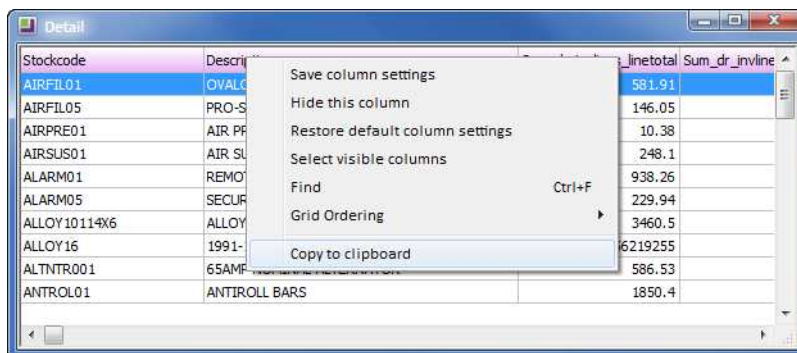 Detail
Stockcode Descri _linetotal Sum_dr_invline
AIRFIL01 OVALC 581.91
AIRFIL05 PRO-S 146.05
AIRPRE01 AIR PF 10.38
AIRSUS01 AIR SU 248.1
ALARM01 REMO 938.26
ALARM05 SECUR 229.94
ALLOY10114X6 ALLOY 3460.5
ALLOY16 1991- 6219255
ALTNTR001 65AMP 586.53
ANTROL01 ANTIROLL BARS 1850.4
Save column settings
Hide this column
Restore default column settings
Select visible columns
Find Ctrl+F
Grid Ordering
Copy to clipboard